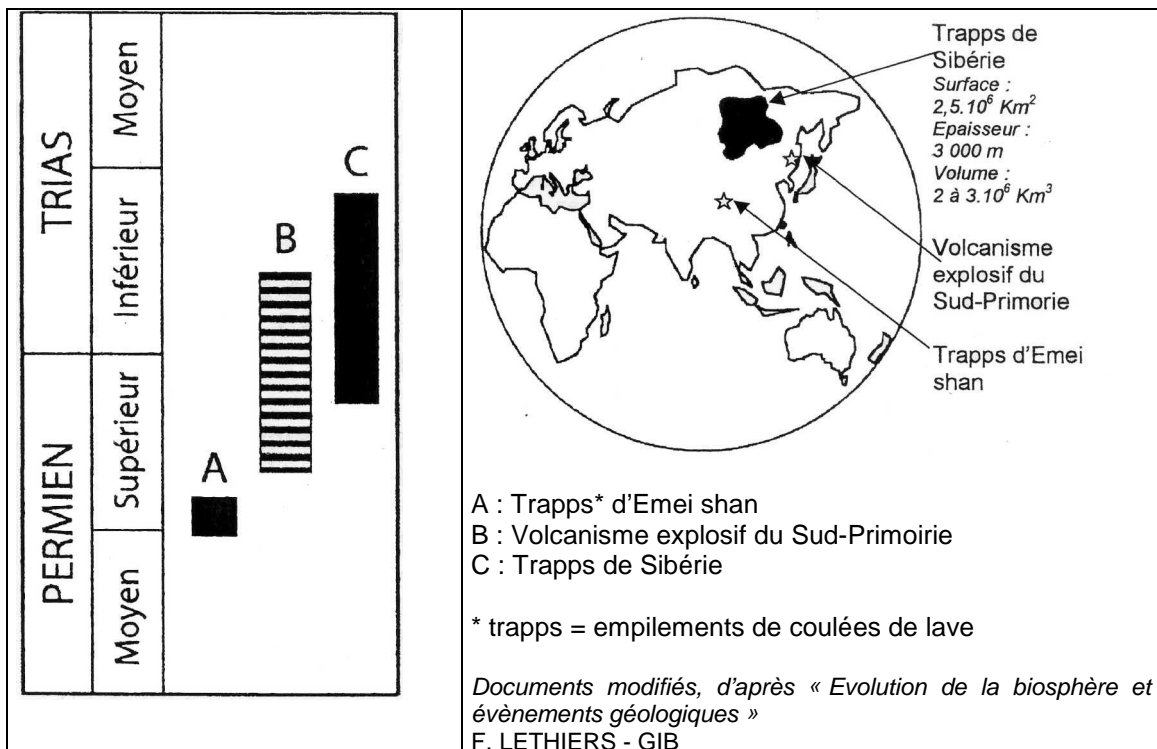 TRIAS
PERMIEN
Moyen
Inférieur
Supérieur
Moyen
A
B
C
Trapps de
Sibérie
Surface :
2,5.10⁶ Km²
Epaisseur :
3 000 m
Volume :
2 à 3.10⁶ Km³
Volcanisme
explosif du
Sud-Primorie
Trapps d'Emei
shan
A : Trapps* d'Emei shan
B : Volcanisme explosif du Sud-Primoirie
C : Trapps de Sibérie
* trapps = empilements de coulées de lave
Documents modifiés, d'après « Evolution de la biosphère et
évènements géologiques »
F. LETHIERS - GIB